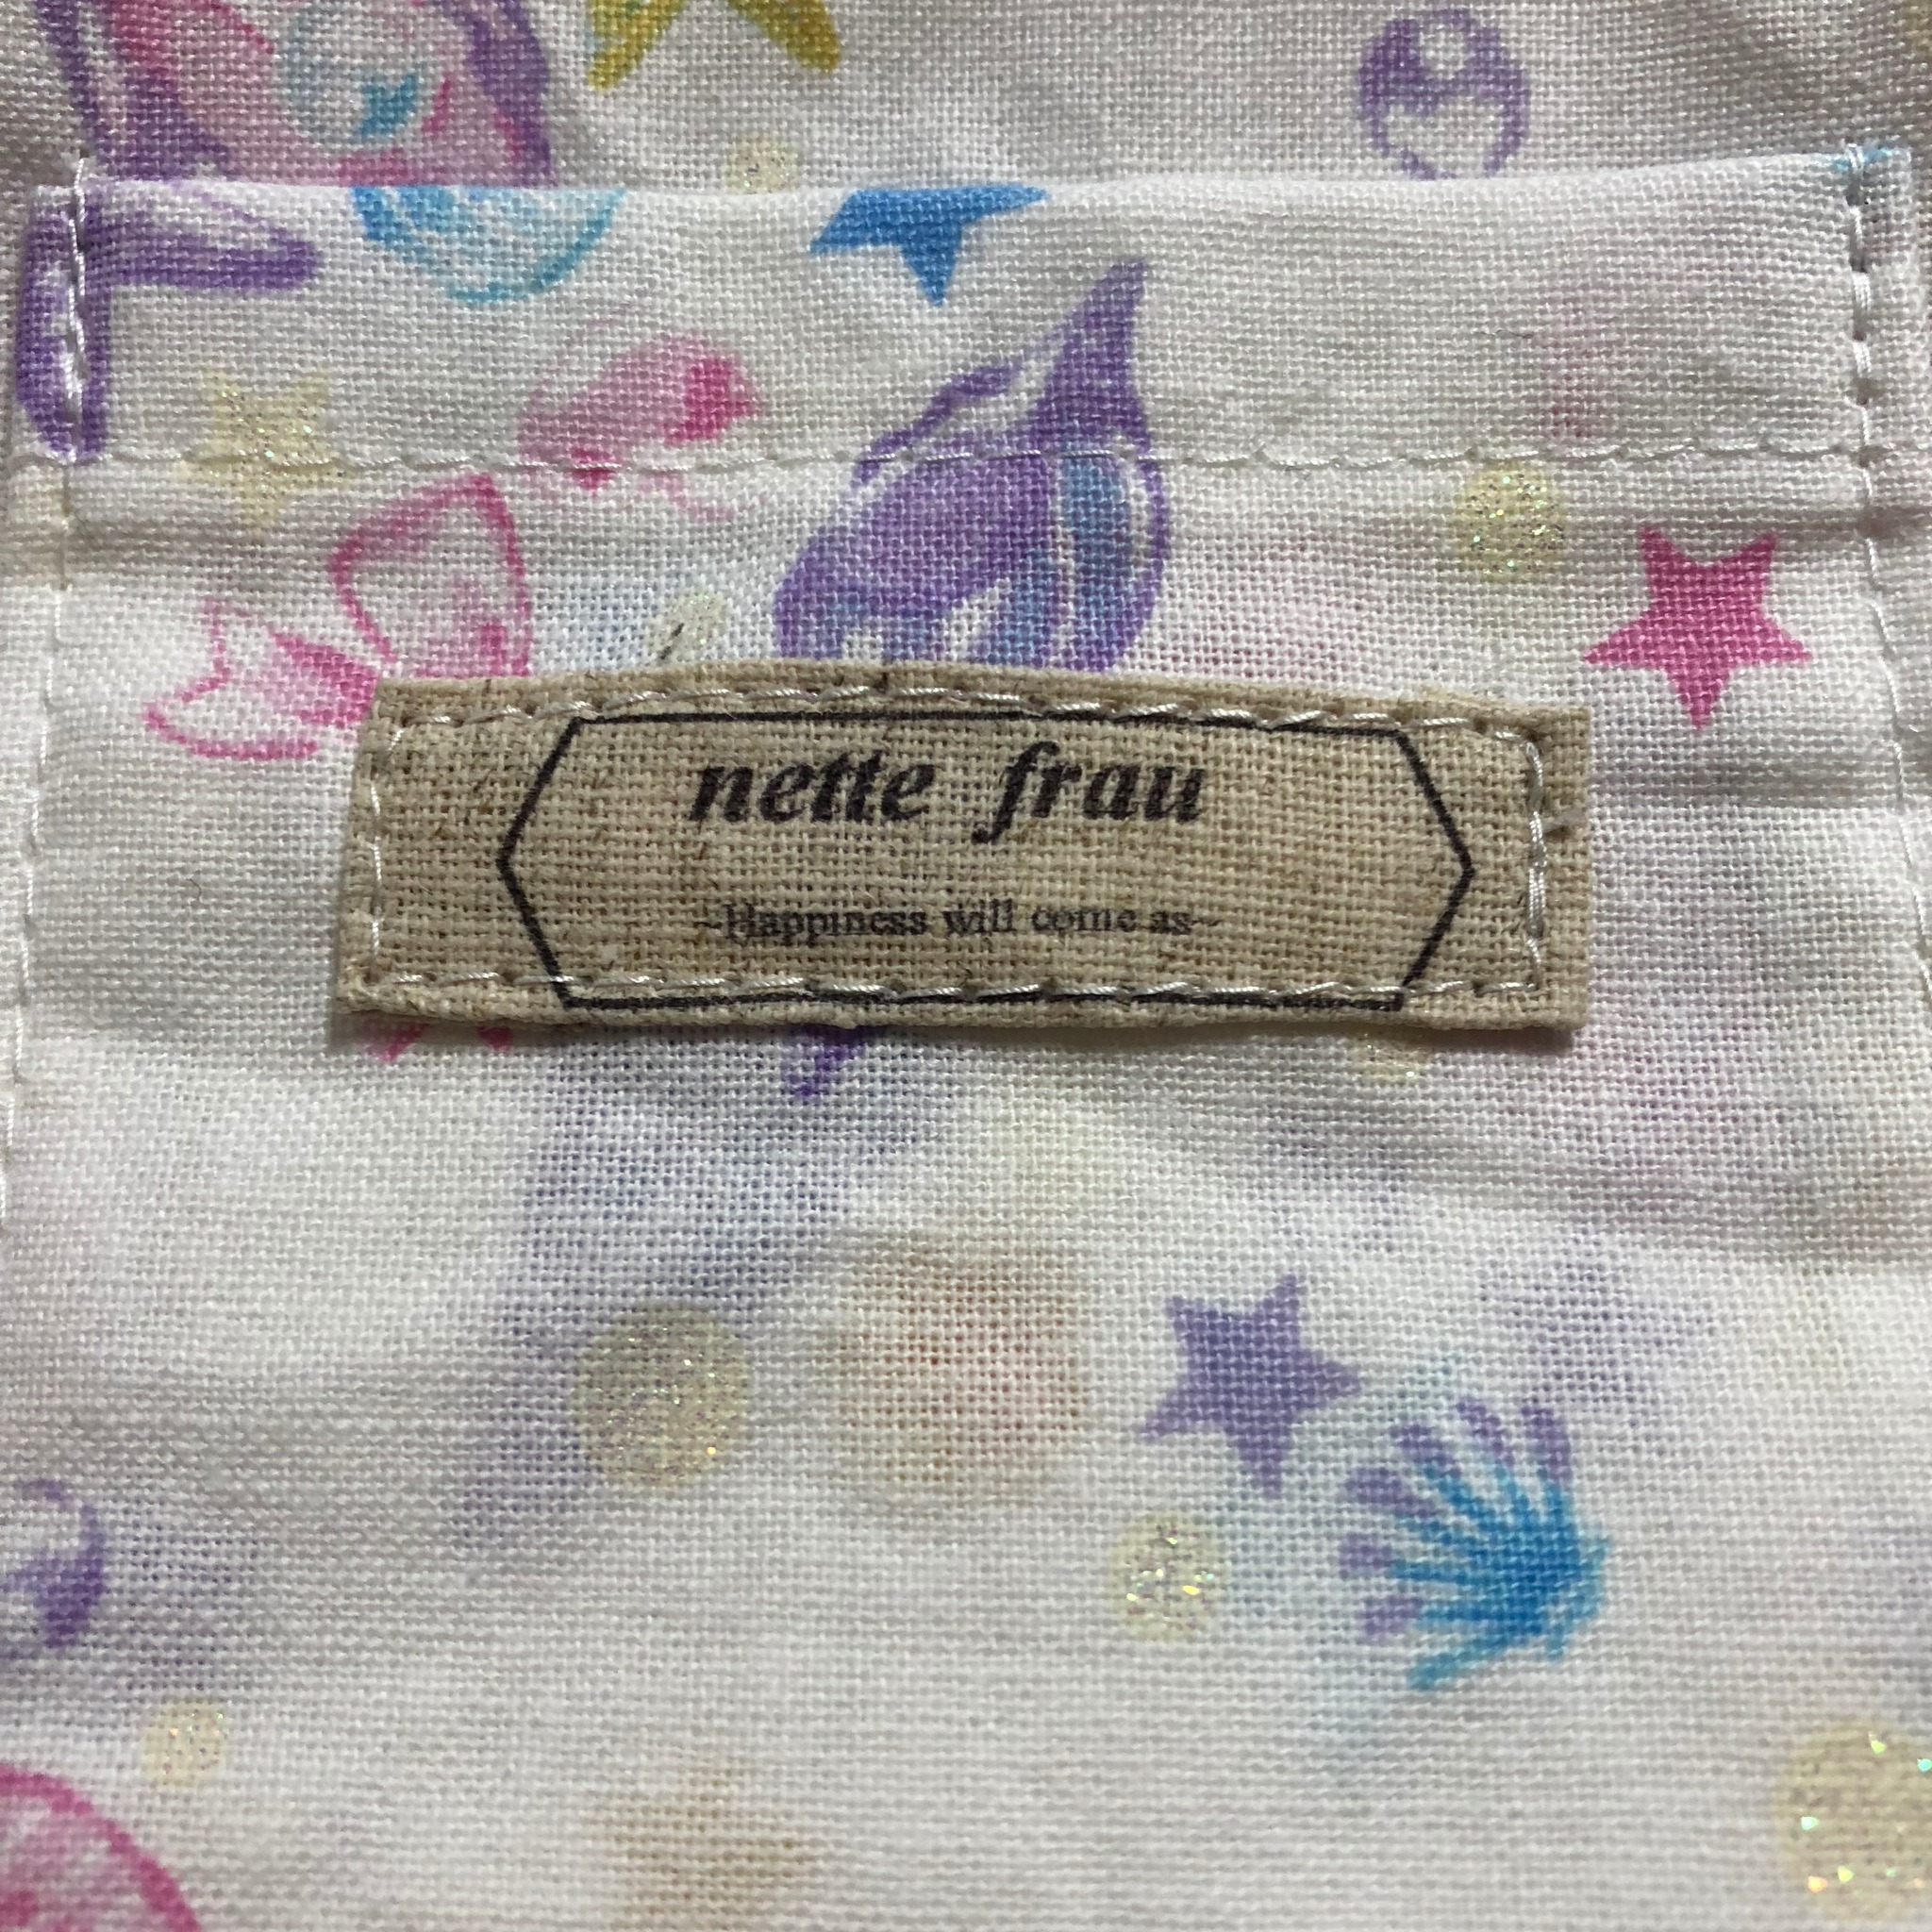 nette frau
~Happiness will come as~